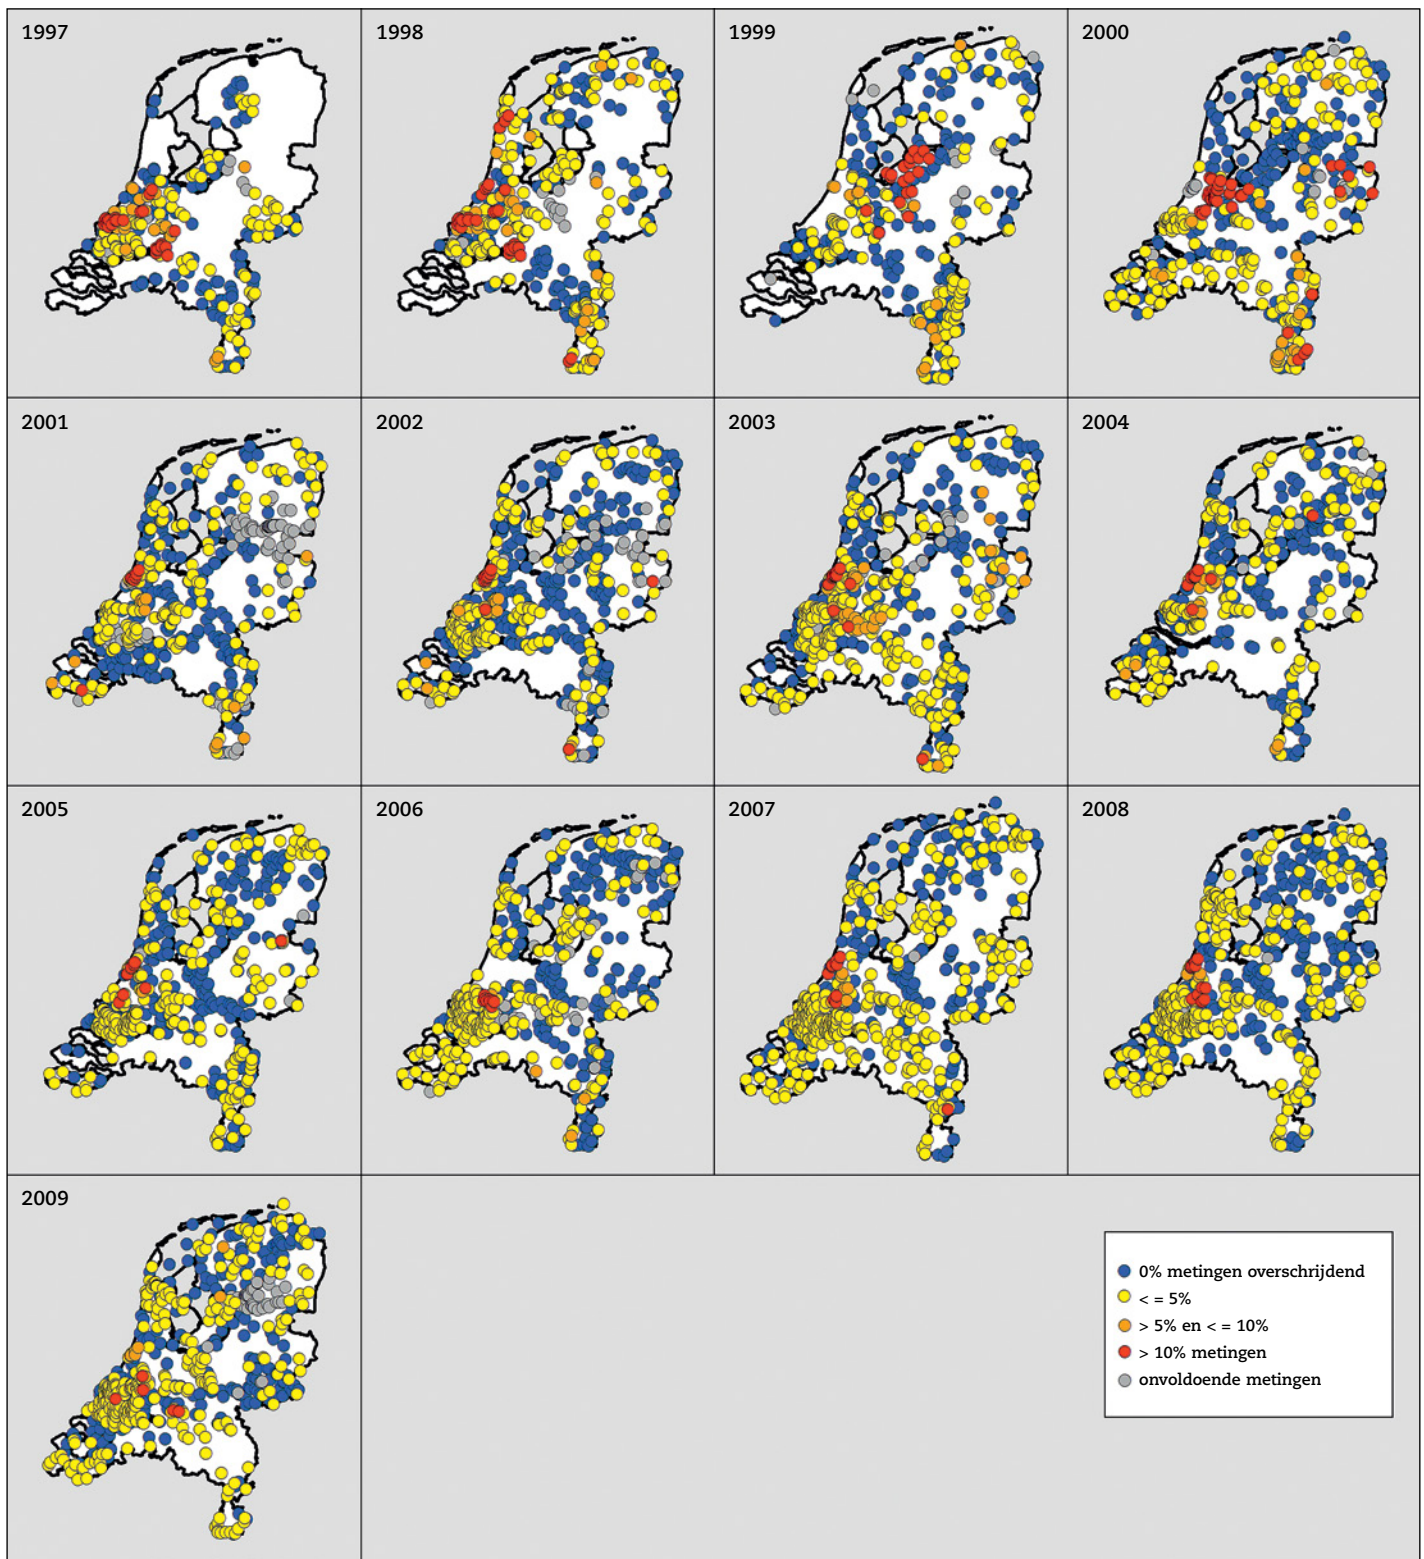 1997
1998
1999
2000
2001
2002
2003
2004
2005
2006
2007
2008
2009
0% metingen overschrijdend
< = 5%
> 5% en < = 10%
> 10% metingen
onvoldoende metingen